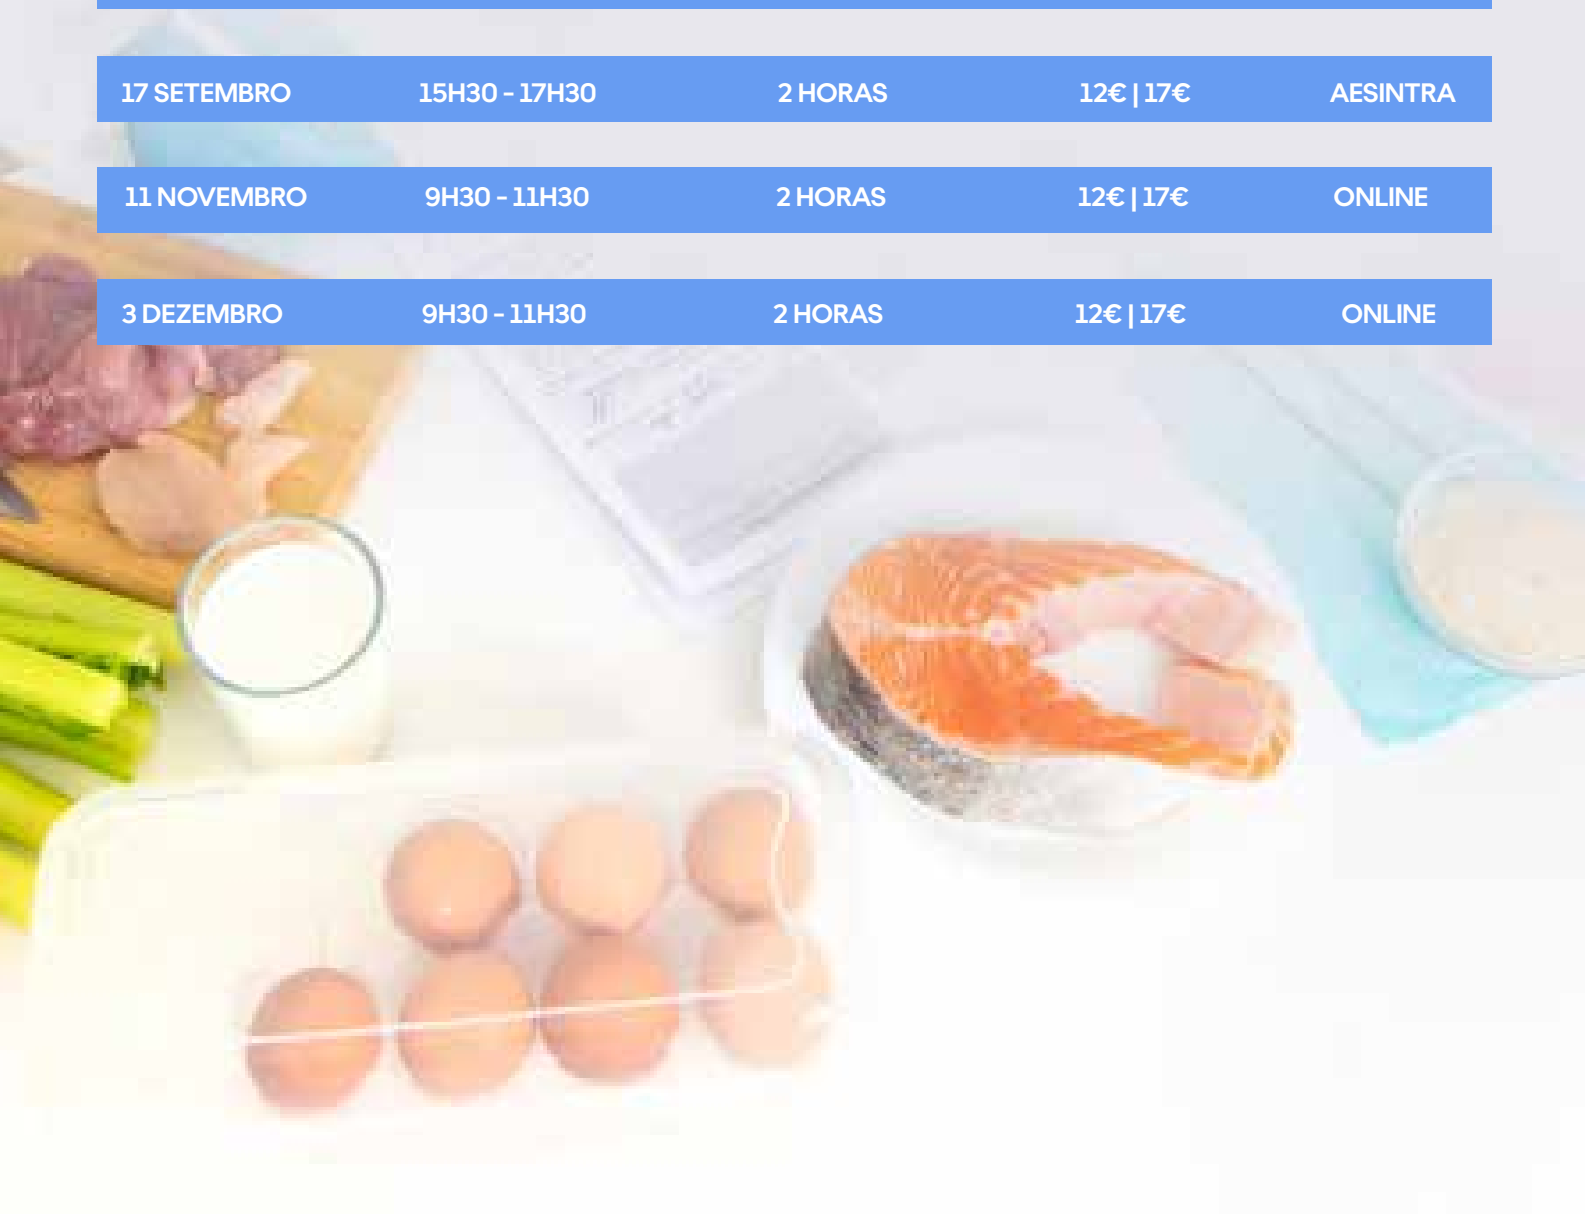 17 SETEMBRO 15H30 - 17H30 2 HORAS 12€ | 17€ AESINTRA
11 NOVEMBRO 9H30 - 11H30 2 HORAS 12€ | 17€ ONLINE
3 DEZEMBRO 9H30 - 11H30 2 HORAS 12€ | 17€ ONLINE